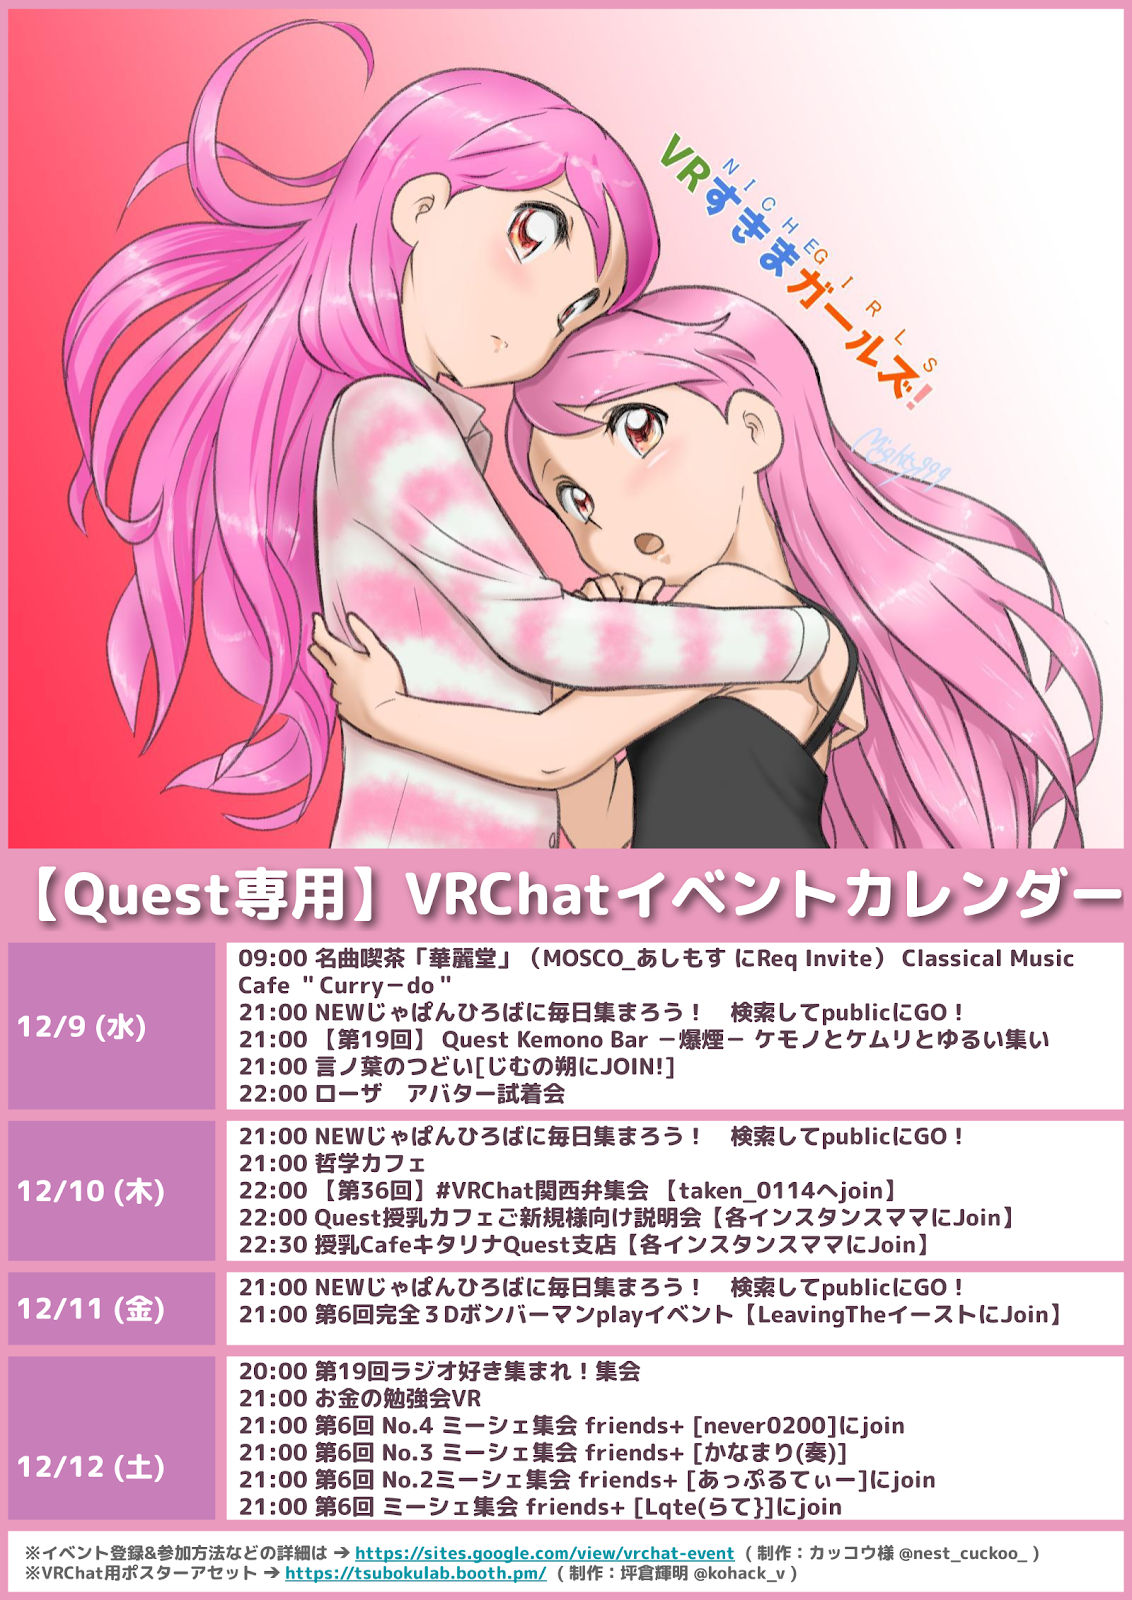 NICHE GIRLS
VRすきまガールズ!
Mighty999
【Quest専用】VRChatイベントカレンダー
12/9 (水)
09:00 名曲喫茶「華麗堂」（MOSCO_あしもす にReq Invite） Classical Music
Cafe ＂Curryーdo＂
21:00 NEWじゃぱんひろばに毎日集まろう！　検索してpublicにGO！
21:00 【第19回】 Quest Kemono Bar －爆煙－ ケモノとケムリとゆるい集い
21:00 言ノ葉のつどい[じむの朔にJOIN!]
22:00 ローザ　アバター試着会
12/10 (木)
21:00 NEWじゃぱんひろばに毎日集まろう！　検索してpublicにGO！
21:00 哲学カフェ
22:00 【第36回】#VRChat関西弁集会 【taken_0114へjoin】
22:00 Quest授乳カフェご新規様向け説明会【各インスタンスママにJoin】
22:30 授乳CafeキタリナQuest支店【各インスタンスママにJoin】
12/11 (金)
21:00 NEWじゃぱんひろばに毎日集まろう！　検索してpublicにGO！
21:00 第6回完全３Dボンバーマンplayイベント【LeavingTheイーストにJoin】
12/12 (土)
20:00 第19回ラジオ好き集まれ！集会
21:00 お金の勉強会VR
21:00 第6回 No.4 ミーシェ集会 friends+ [never0200]にjoin
21:00 第6回 No.3 ミーシェ集会 friends+ [かなまり(奏)]
21:00 第6回 No.2ミーシェ集会 friends+ [あっぷるてぃー]にjoin
21:00 第6回 ミーシェ集会 friends+ [Lqte(らて}]にjoin
※イベント登録&参加方法などの詳細は → https://sites.google.com/view/vrchat-event （ 制作：カッコウ様 @nest_cuckoo_ ）
※VRChat用ポスターアセット → https://tsubokulab.booth.pm/ （ 制作：坪倉輝明 @kohack_v ）